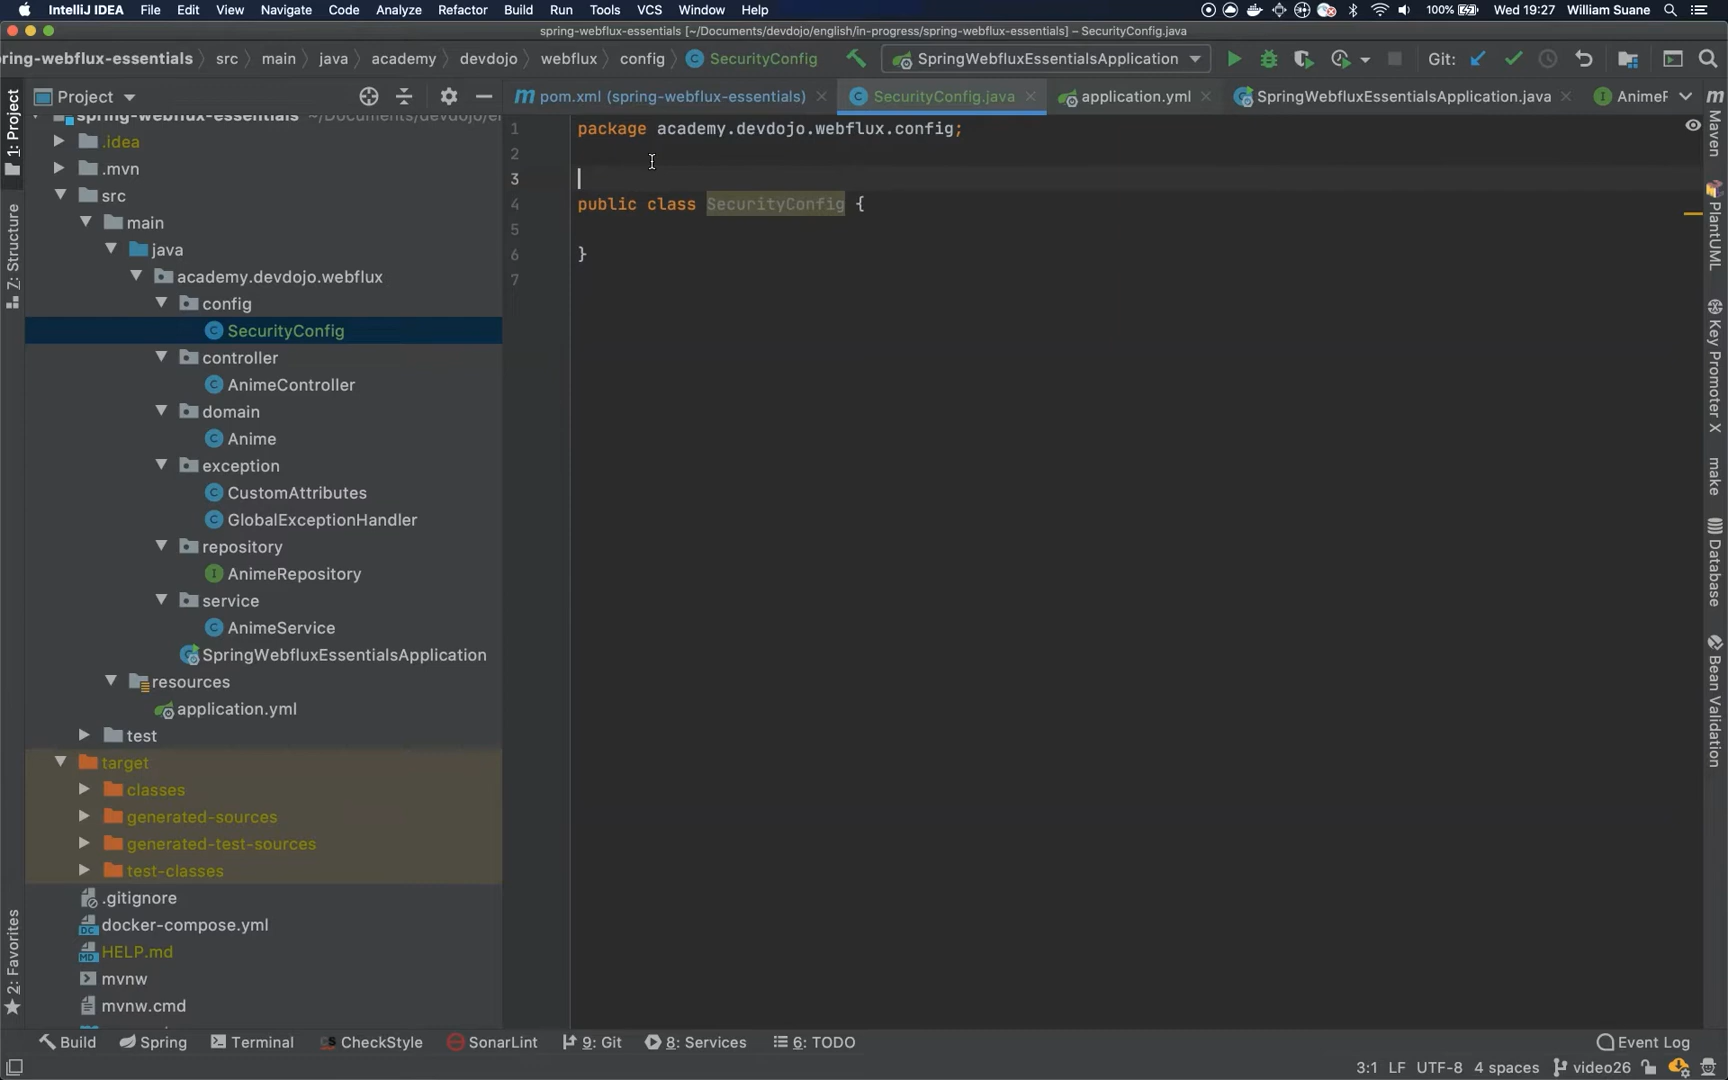 IntelliJ IDEA File Edit View Navigate Code Analyze Refactor Build Run Tools VCS Window Help 100% Wed 19:27 William Suane
spring-webflux-essentials [~/Documents/devdojo/english/in-progress/spring-webflux-essentials] – SecurityConfig.java
ring-webflux-essentials src main java academy devdojo webflux config SecurityConfig SpringWebfluxEssentialsApplication Git:
Project pom.xml (spring-webflux-essentials) SecurityConfig.java application.yml SpringWebfluxEssentialsApplication.java AnimeR
1: Project
7: Structure
2: Favorites
spring-webflux-essentials ~/Documents/devdojo/e
.idea
.mvn
src
main
java
academy.devdojo.webflux
config
SecurityConfig
controller
AnimeController
domain
Anime
exception
CustomAttributes
GlobalExceptionHandler
repository
AnimeRepository
service
AnimeService
SpringWebfluxEssentialsApplication
resources
application.yml
test
target
classes
generated-sources
generated-test-sources
test-classes
.gitignore
docker-compose.yml
HELP.md
mvnw
mvnw.cmd
1 package academy.devdojo.webflux.config;
2
3
4 public class SecurityConfig {
5
6 }
7
Maven
PlantUML
Key Promoter X
make
Database
Bean Validation
Build Spring Terminal CheckStyle SonarLint 9: Git 8: Services 6: TODO Event Log
3:1 LF UTF-8 4 spaces video26